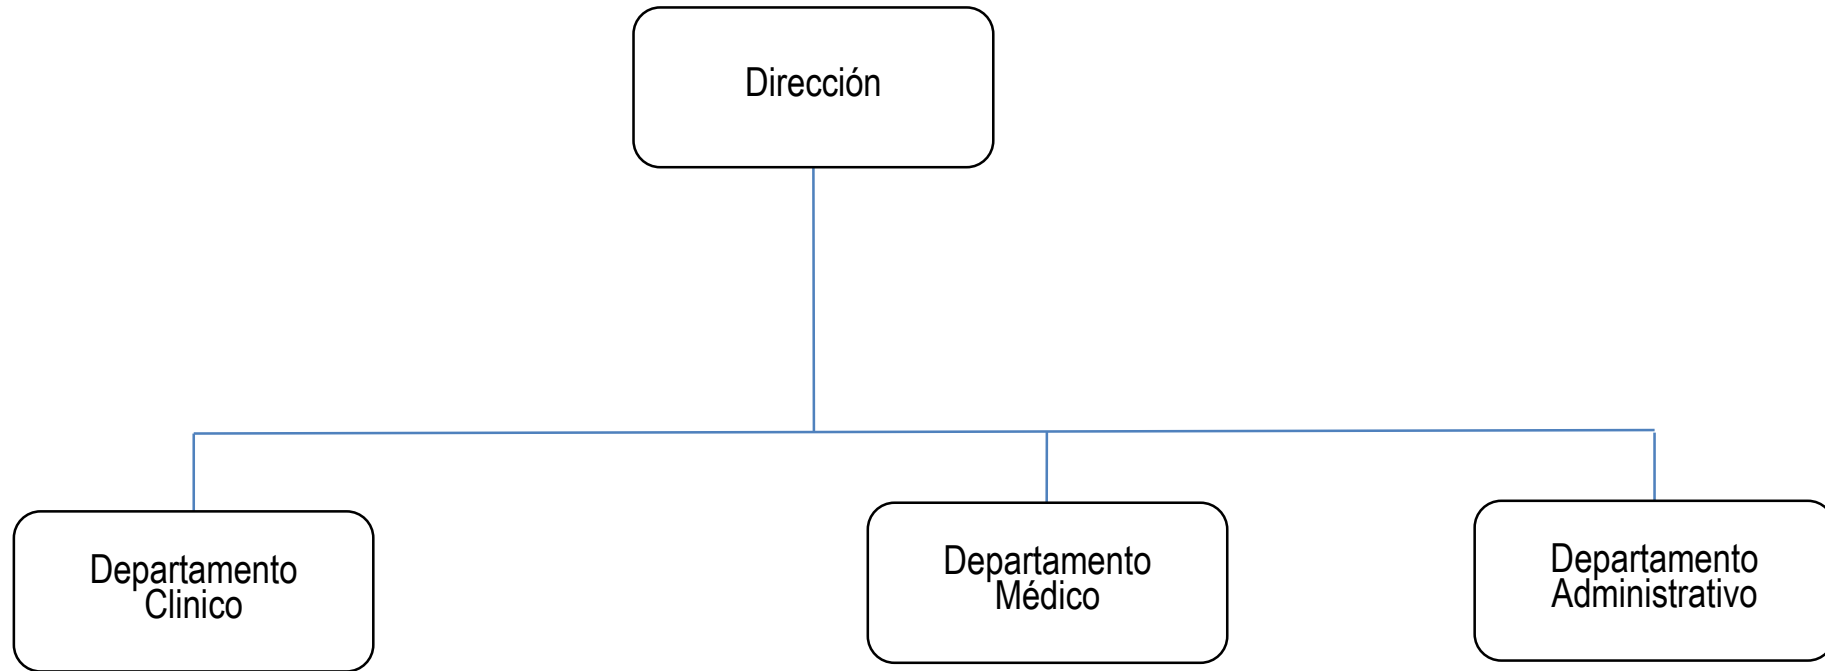 Dirección
Departamento
Clinico
Departamento
Médico
Departamento
Administrativo